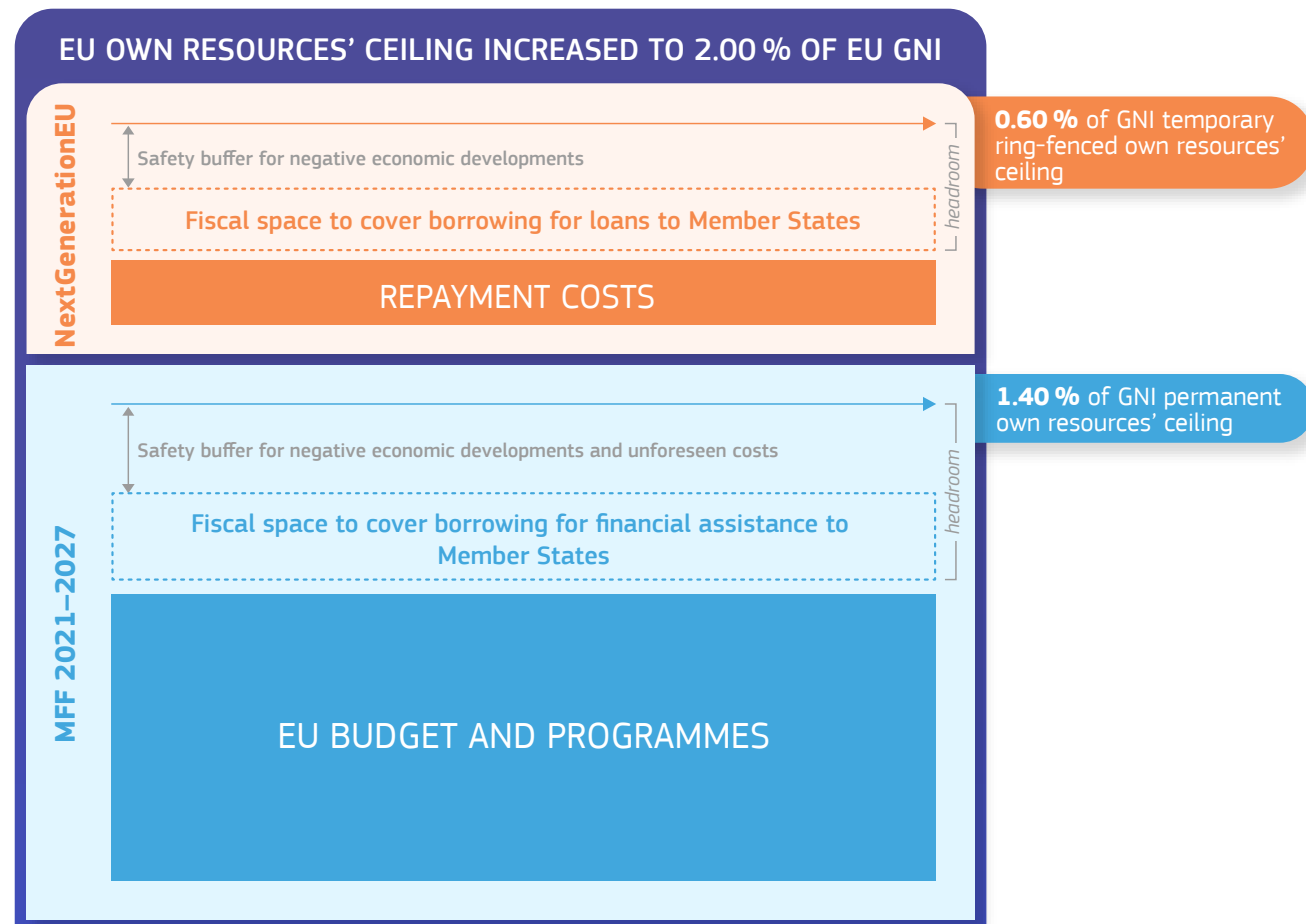 EU OWN RESOURCES’ CEILING INCREASED TO 2.00 % OF EU GNI
NextGenerationEU
Safety buffer for negative economic developments
Fiscal space to cover borrowing for loans to Member States
REPAYMENT COSTS
headroom
0.60 % of GNI temporary
ring-fenced own resources’
ceiling
MFF 2021–2027
Safety buffer for negative economic developments and unforeseen costs
Fiscal space to cover borrowing for financial assistance to
Member States
EU BUDGET AND PROGRAMMES
headroom
1.40 % of GNI permanent
own resources’ ceiling